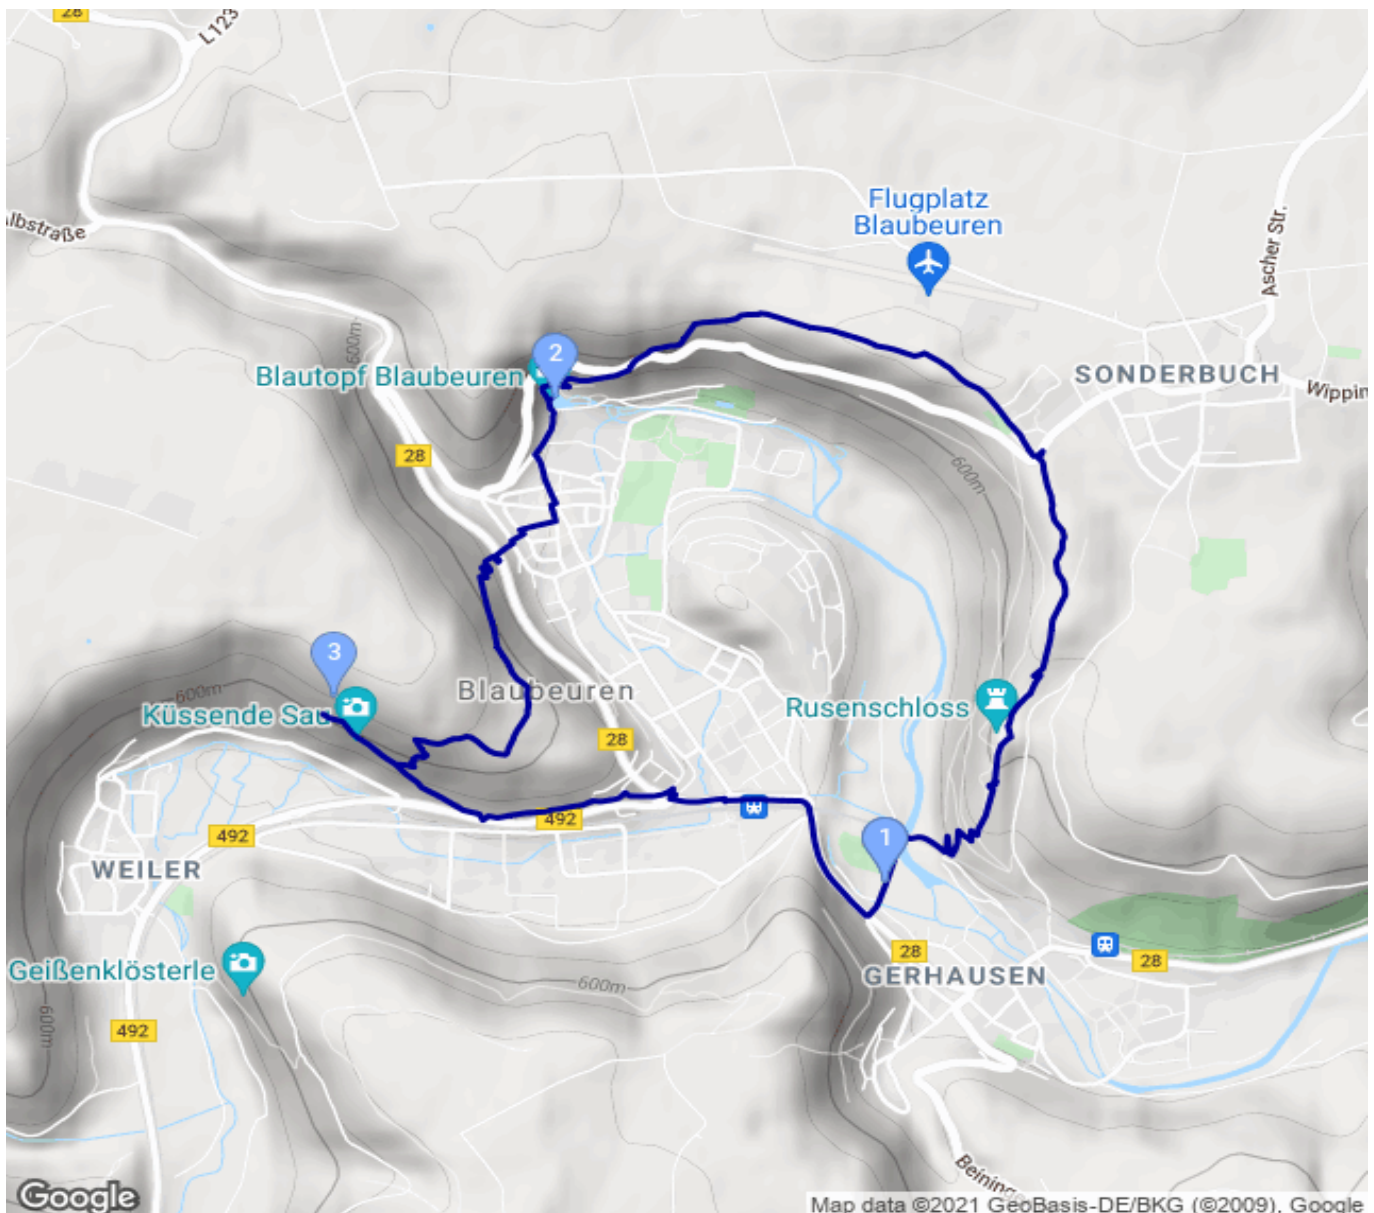 28
L123
Albstraße
Flugplatz
Blaubeuren
Ascher Str.
600m
2
Blautopf Blaubeuren
SONDERBUCH
28
600m
3
600m
Küssende Sau
Blaubeuren
Rusenschloss
28
492
492
1
WEILER
28
GERHAUSEN
28
Geißenklösterle
600m
492
600m
Google
Map data ©2021 GeoBasis-DE/BKG (©2009), Google